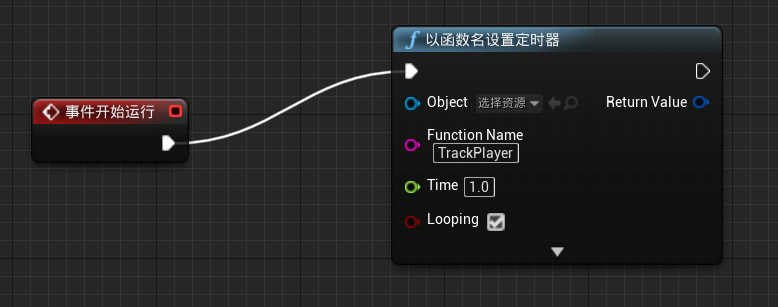 事件开始运行
以函数名设置定时器
Object 选择资源
Return Value
Function Name
TrackPlayer
Time 1.0
Looping